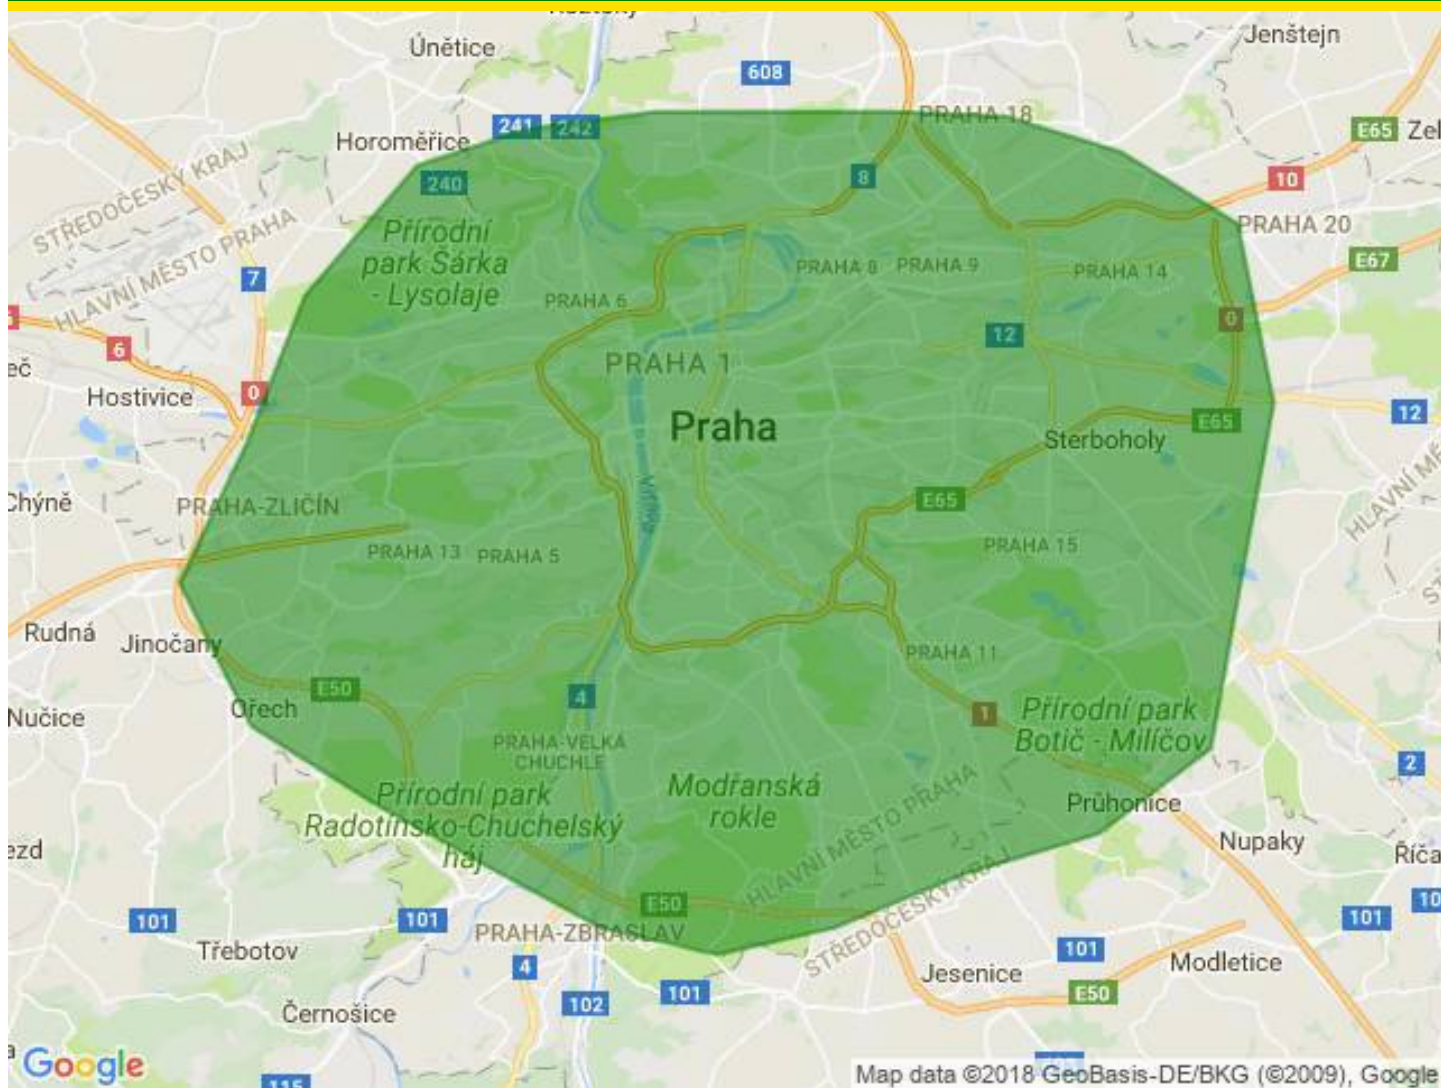 Únětice
Jenštejn
608
PRAHA 18
241
242
Horoměřice
E65
240
8
10
STŘEDOČESKÝ KRAJ
HLAVNÍ MĚSTO PRAHA
Přírodní
park Šárka
- Lysolaje
PRAHA 20
E67
7
PRAHA 8
PRAHA 9
PRAHA 14
PRAHA 6
0
6
12
PRAHA 1
Hostivice
0
12
Praha
E65
Sterboholy
Chýně
PRAHA-ZLIČÍN
E65
Vltava
HLAVNÍ MĚ
PRAHA 13
PRAHA 5
PRAHA 15
Rudná
Jinočany
PRAHA 11
E50
4
Ořech
Nučice
1
Přírodní park
Botič - Milíčov
PRAHA-VELKÁ
CHUCHLE
2
Modřanská
rokle
Přírodní park
Radotínsko-Chuchelský
háj
HLAVNÍ MĚSTO PRAHA
Průhonice
Nupaky
Říča
STŘEDOČESKÝ KRAJ
E50
101
101
101
10
PRAHA-ZBRASLAV
Třebotov
4
101
Jesenice
Modletice
101
102
E50
Černošice
Google
115
Map data ©2018 GeoBasis-DE/BKG (©2009), Google